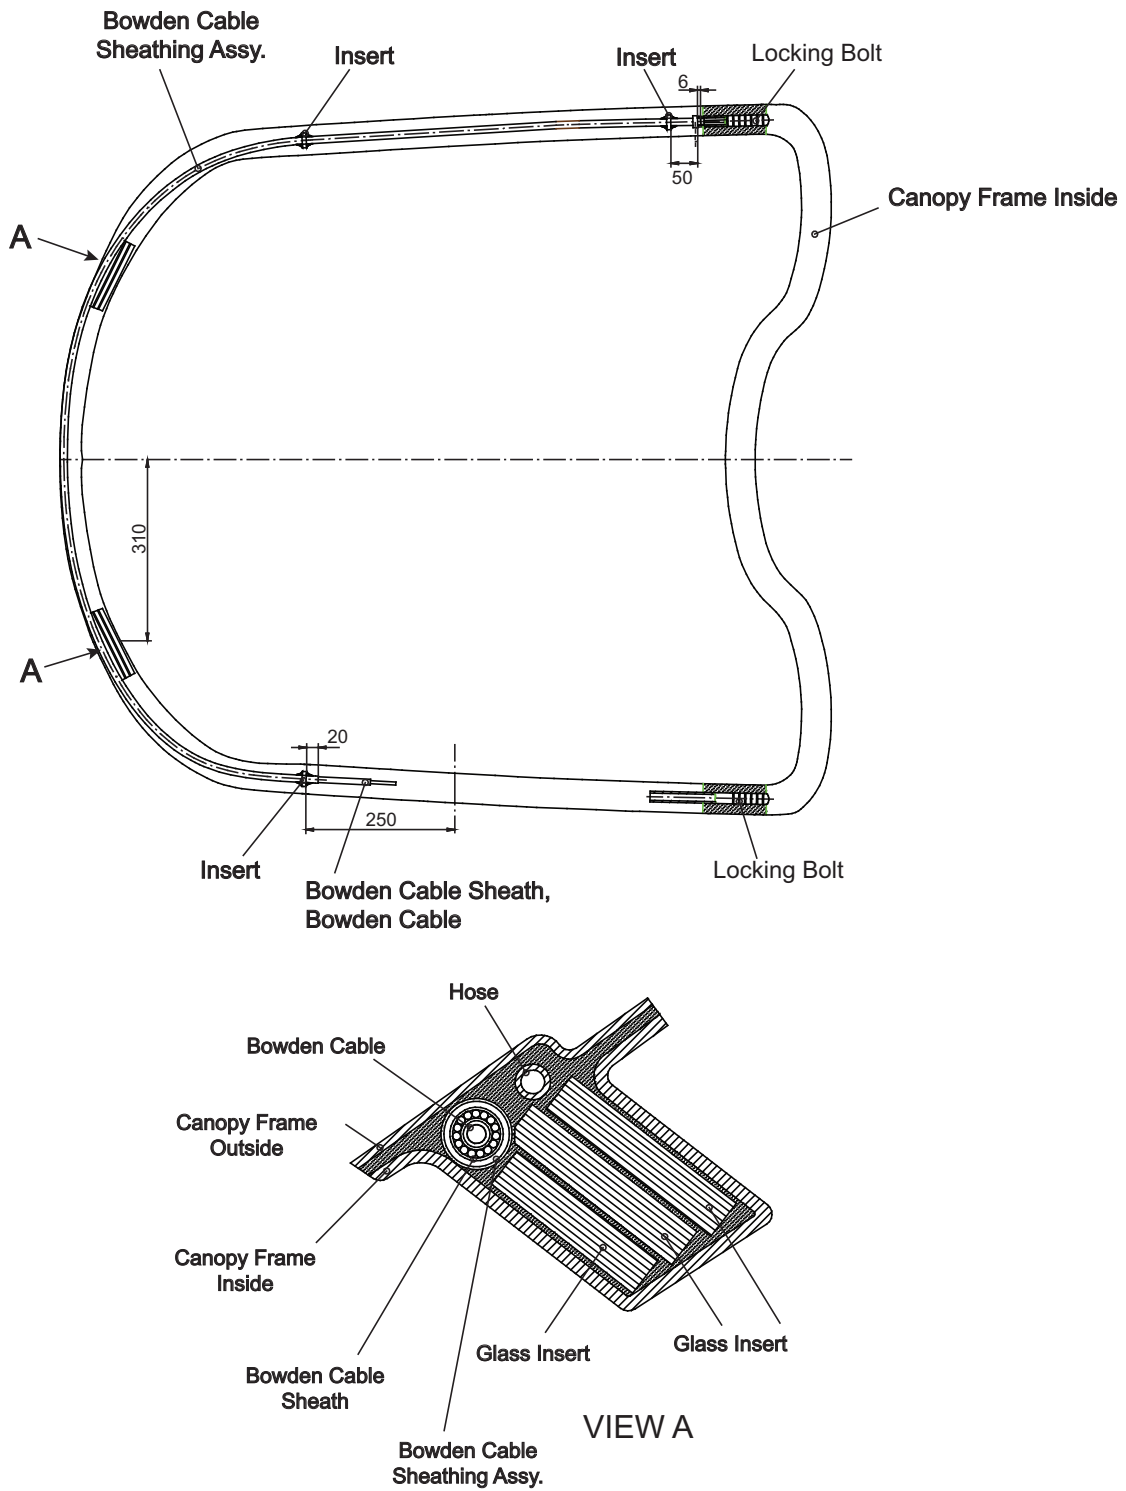 Bowden Cable
Sheathing Assy.
Insert
Insert
Locking Bolt
6
50
Canopy Frame Inside
A
310
A
20
250
Insert
Bowden Cable Sheath,
Bowden Cable
Locking Bolt
Hose
Bowden Cable
Canopy Frame
Outside
Canopy Frame
Inside
Glass Insert
Glass Insert
Bowden Cable
Sheath
VIEW A
Bowden Cable
Sheathing Assy.